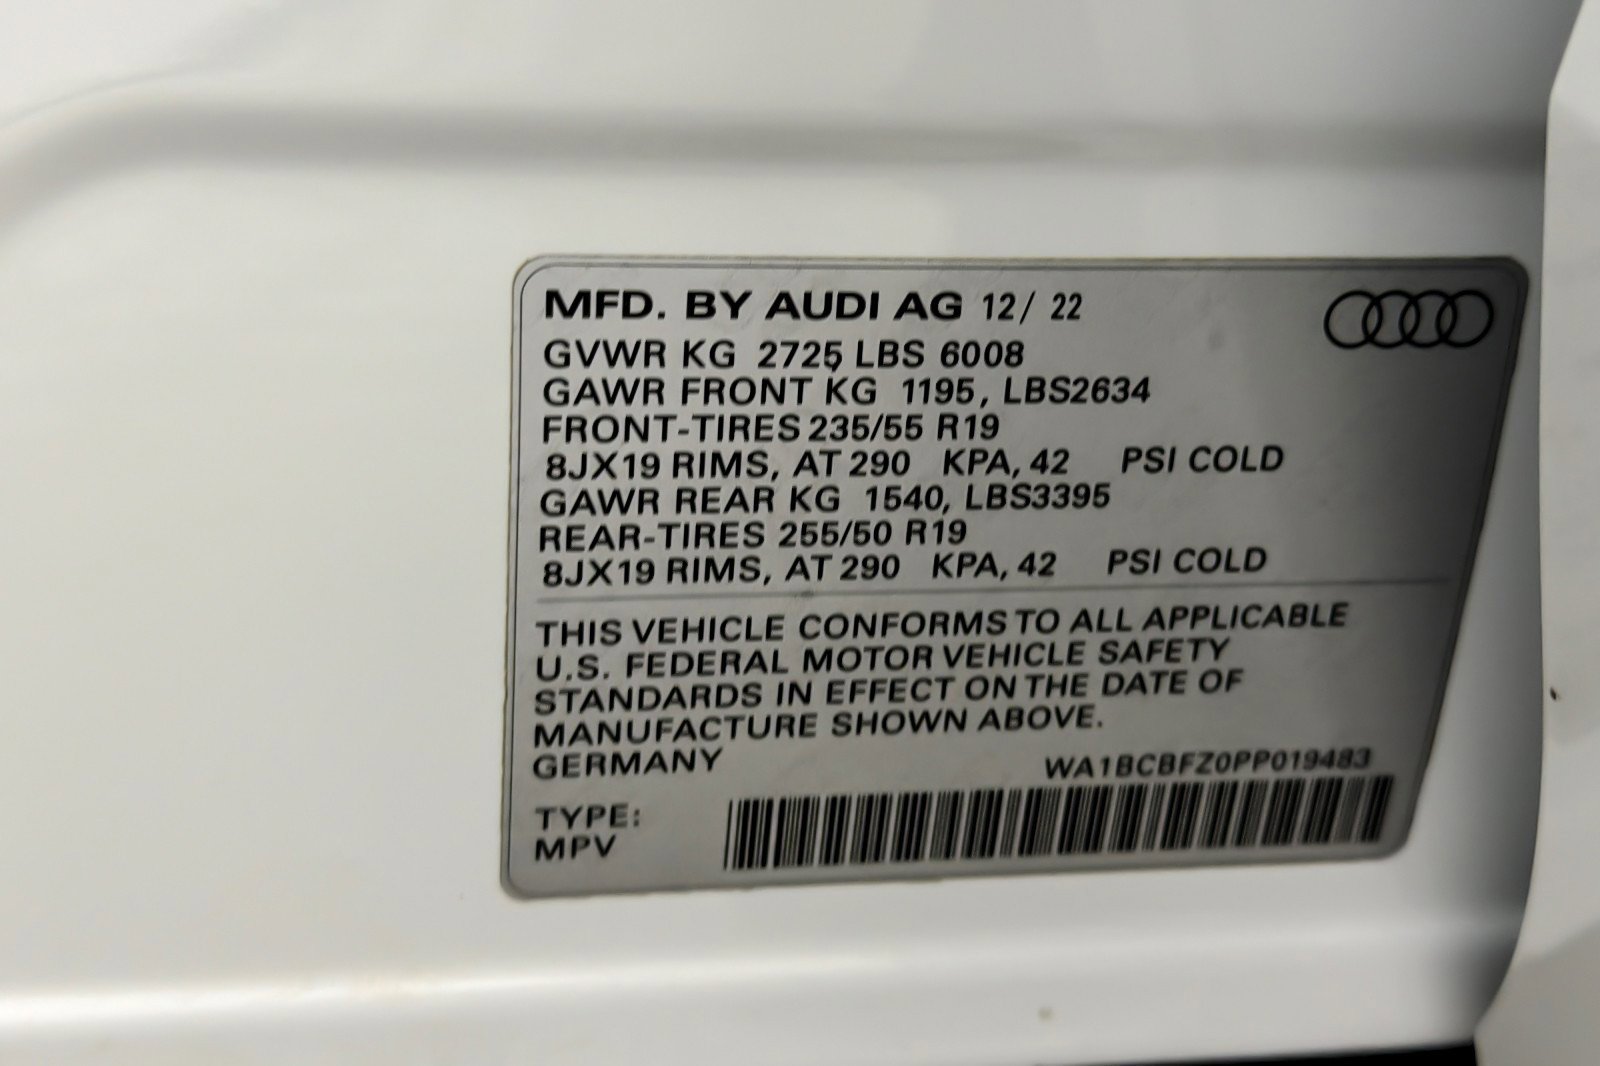 MFD. BY AUDI AG 12/ 22
GVWR KG 2725 LBS 6008
GAWR FRONT KG 1195, LBS2634
FRONT-TIRES 235/55 R19
8JX19 RIMS, AT 290 KPA, 42 PSI COLD
GAWR REAR KG 1540, LBS3395
REAR-TIRES 255/50 R19
8JX19 RIMS, AT 290 KPA, 42 PSI COLD
THIS VEHICLE CONFORMS TO ALL APPLICABLE
U.S. FEDERAL MOTOR VEHICLE SAFETY
STANDARDS IN EFFECT ON THE DATE OF
MANUFACTURE SHOWN ABOVE.
GERMANY WA1BCBFZ0PP019483
TYPE:
MPV